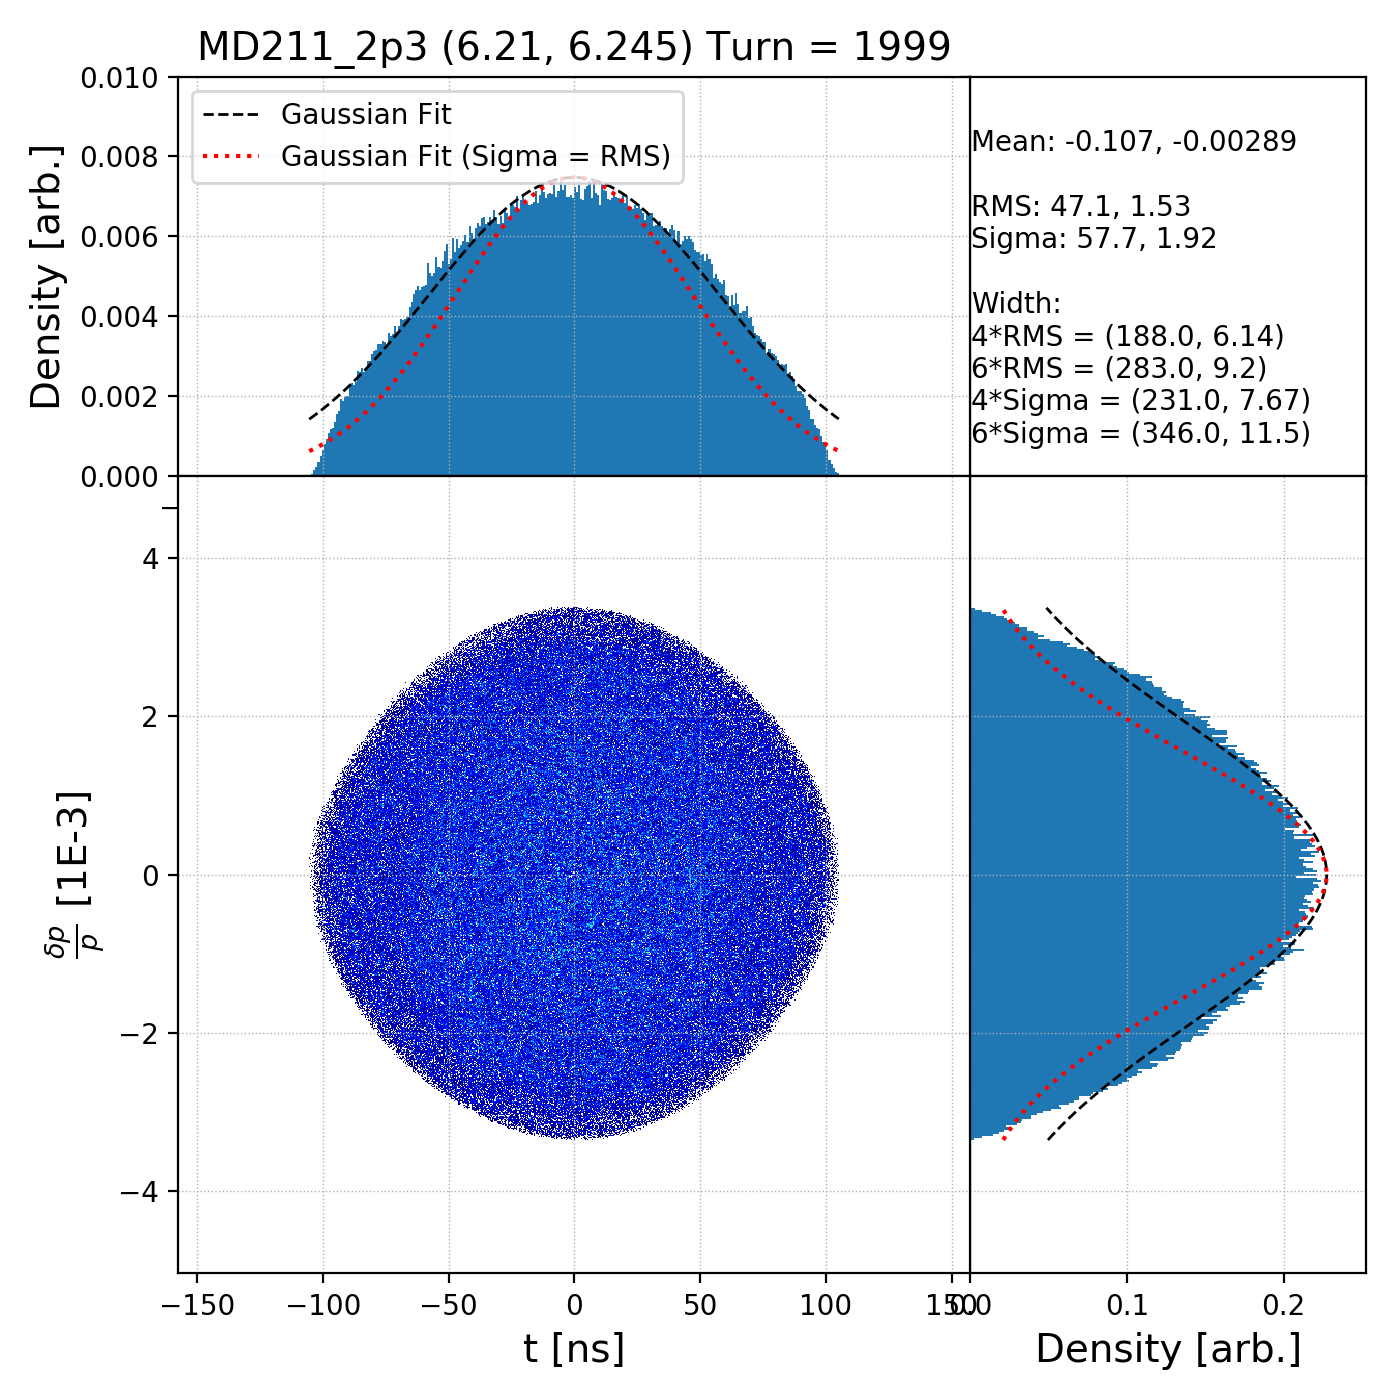 MD211_2p3 (6.21, 6.245) Turn = 1999
0.010
0.008
0.006
0.004
0.002
0.000
Density [arb.]
Gaussian Fit
Gaussian Fit (Sigma = RMS)
Mean: -0.107, -0.00289
RMS: 47.1, 1.53
Sigma: 57.7, 1.92
Width:
4*RMS = (188.0, 6.14)
6*RMS = (283.0, 9.2)
4*Sigma = (231.0, 7.67)
6*Sigma = (346.0, 11.5)
4
2
0
−2
−4
δp/p [1E-3]
−150 −100 −50 0 50 100 150
t [ns]
0.0 0.1 0.2
Density [arb.]